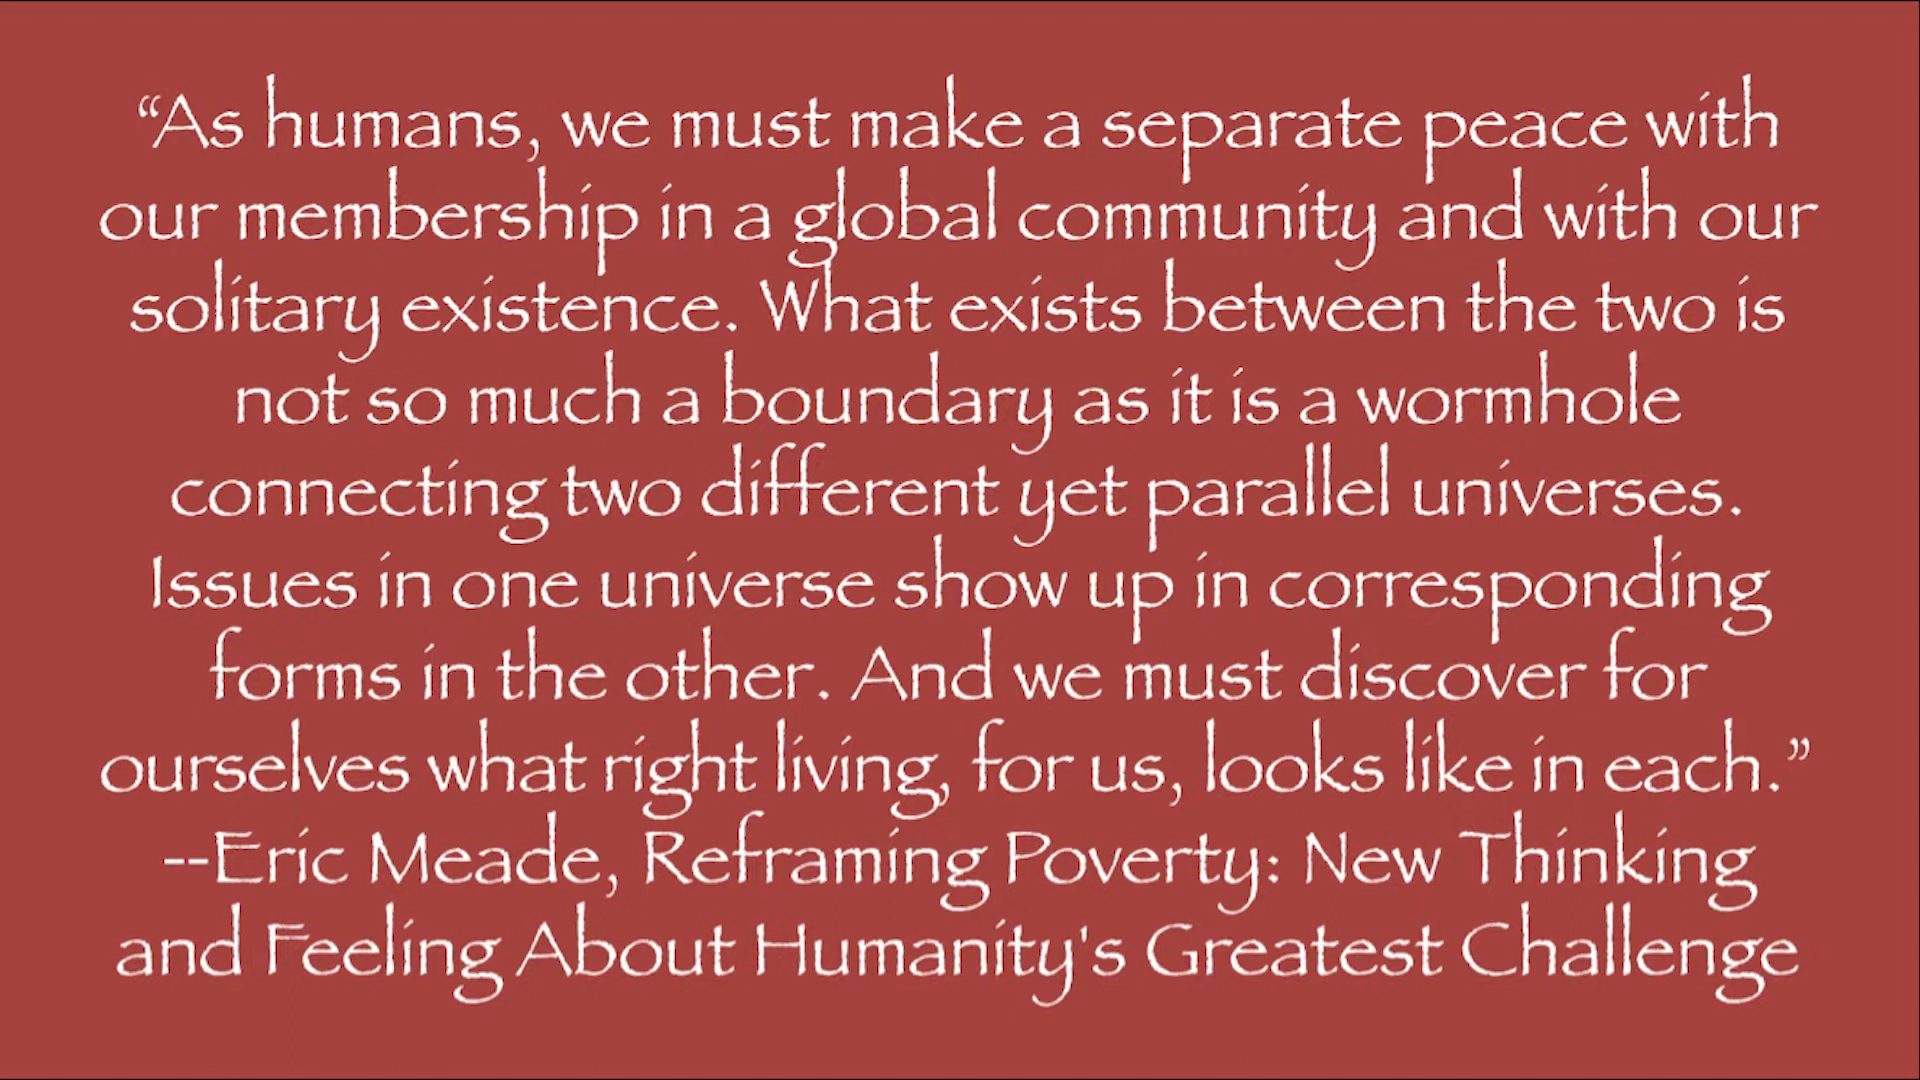 “As humans, we must make a separate peace with
our membership in a global community and with our
solitary existence. What exists between the two is
not so much a boundary as it is a wormhole
connecting two different yet parallel universes.
Issues in one universe show up in corresponding
forms in the other. And we must discover for
ourselves what right living, for us, looks like in each.”
--Eric Meade, Reframing Poverty: New Thinking
and Feeling About Humanity's Greatest Challenge